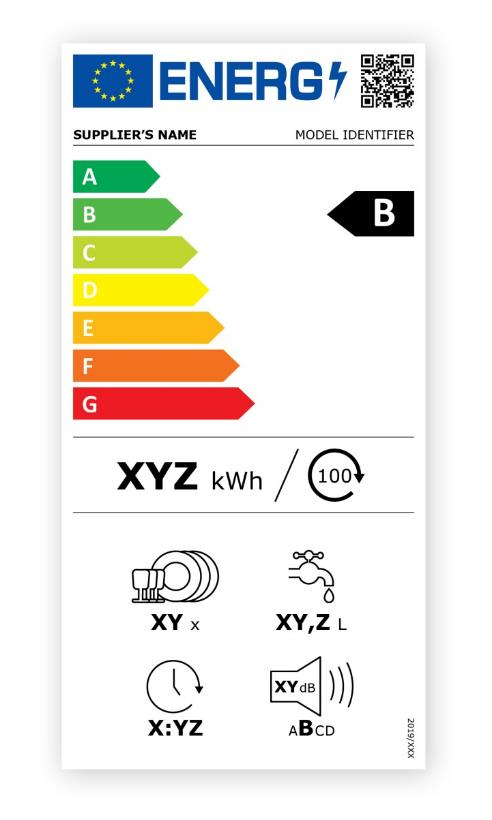 ENERG
SUPPLIER'S NAME MODEL IDENTIFIER
A
B
B
C
D
E
F
G
XYZ kWh / 100
XY x
XY,Z L
X:YZ
XY dB
ABCD
2019/XXX